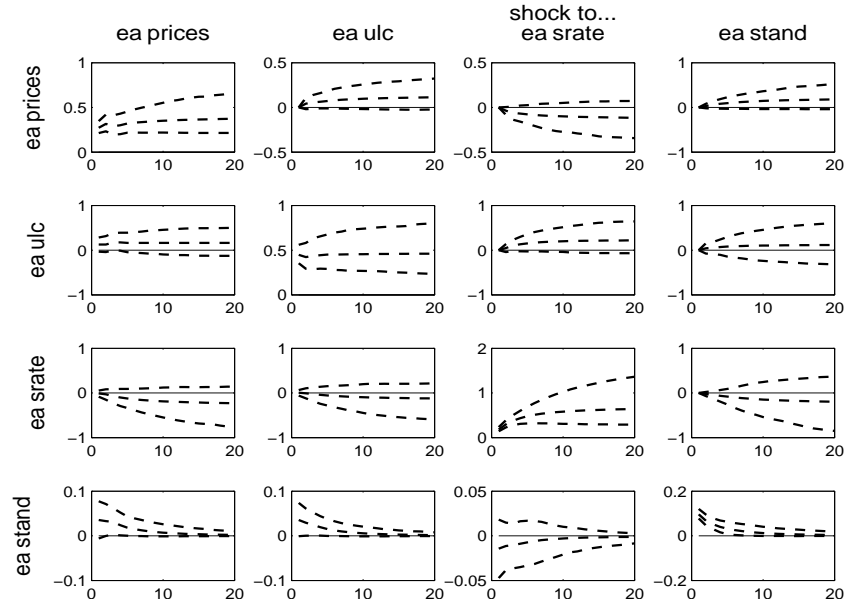 shock to...
ea prices ea ulc ea srate ea stand
ea prices
1 0.5 0.5 1
0.5 0 0 0
0 −0.5 −0.5 −1
0 10 20 0 10 20 0 10 20 0 10 20
ea ulc
1 1 1 1
0 0.5 0 0
−1 0 −1 −1
0 10 20 0 10 20 0 10 20 0 10 20
ea srate
1 1 2 1
0 0 1 0
−1 −1 0 −1
0 10 20 0 10 20 0 10 20 0 10 20
ea stand
0.1 0.1 0.05 0.2
0 0 0 0
−0.1 −0.1 −0.05 −0.2
0 10 20 0 10 20 0 10 20 0 10 20